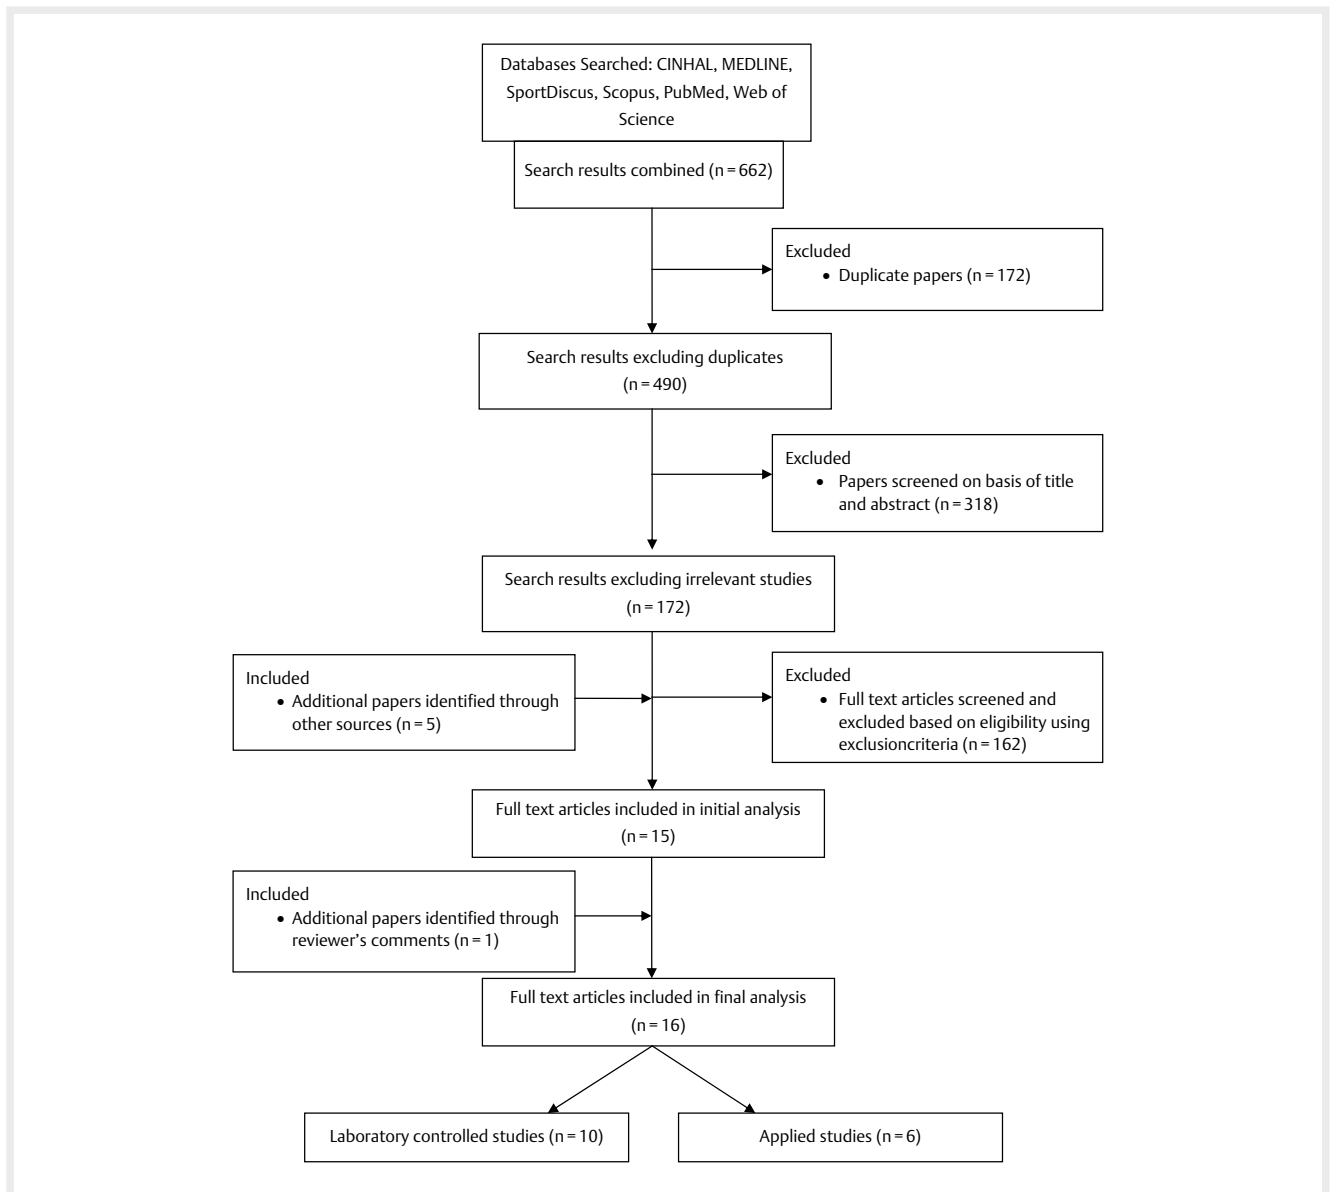 Databases Searched: CINHAL, MEDLINE,
SportDiscus, Scopus, PubMed, Web of
Science
Search results combined (n = 662)
Excluded
• Duplicate papers (n = 172)
Search results excluding duplicates
(n = 490)
Excluded
• Papers screened on basis of title
and abstract (n = 318)
Search results excluding irrelevant studies
(n = 172)
Included
• Additional papers identified through
other sources (n = 5)
Excluded
• Full text articles screened and
excluded based on eligibility using
exclusioncriteria (n = 162)
Full text articles included in initial analysis
(n = 15)
Included
• Additional papers identified through
reviewer’s comments (n = 1)
Full text articles included in final analysis
(n = 16)
Laboratory controlled studies (n = 10)
Applied studies (n = 6)